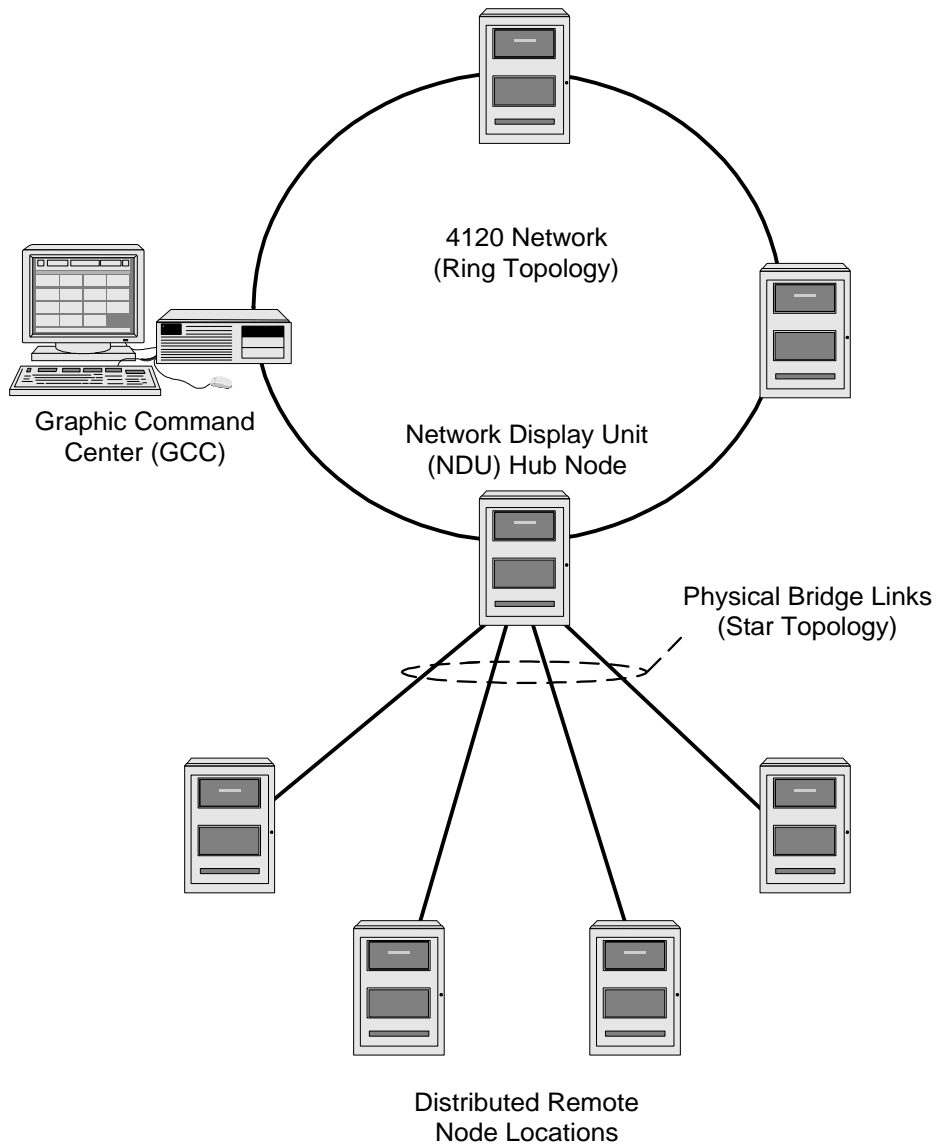 4120 Network
(Ring Topology)
Graphic Command
Center (GCC)
Network Display Unit
(NDU) Hub Node
Physical Bridge Links
(Star Topology)
Distributed Remote
Node Locations